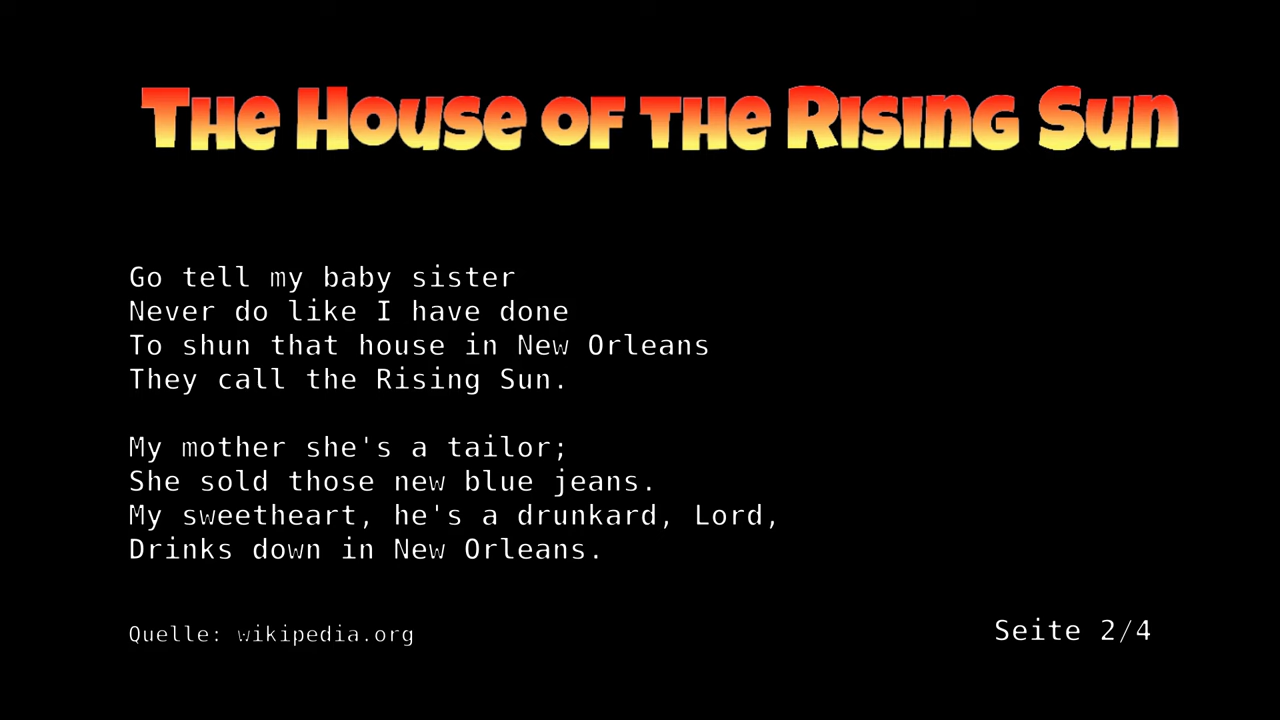 The House of the Rising Sun
Go tell my baby sister
Never do like I have done
To shun that house in New Orleans
They call the Rising Sun.
My mother she's a tailor;
She sold those new blue jeans.
My sweetheart, he's a drunkard, Lord,
Drinks down in New Orleans.
Quelle: wikipedia.org
Seite 2/4